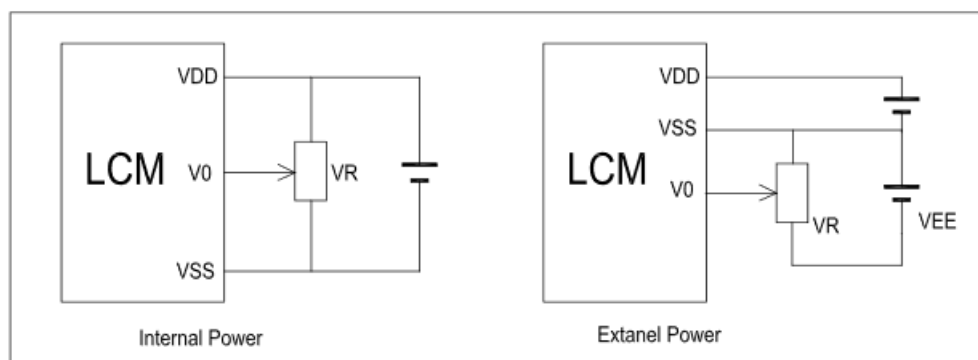 VDD
LCM
V0
VR
VSS
Internal Power
VDD
VSS
LCM
V0
VR
VEE
Extanel Power